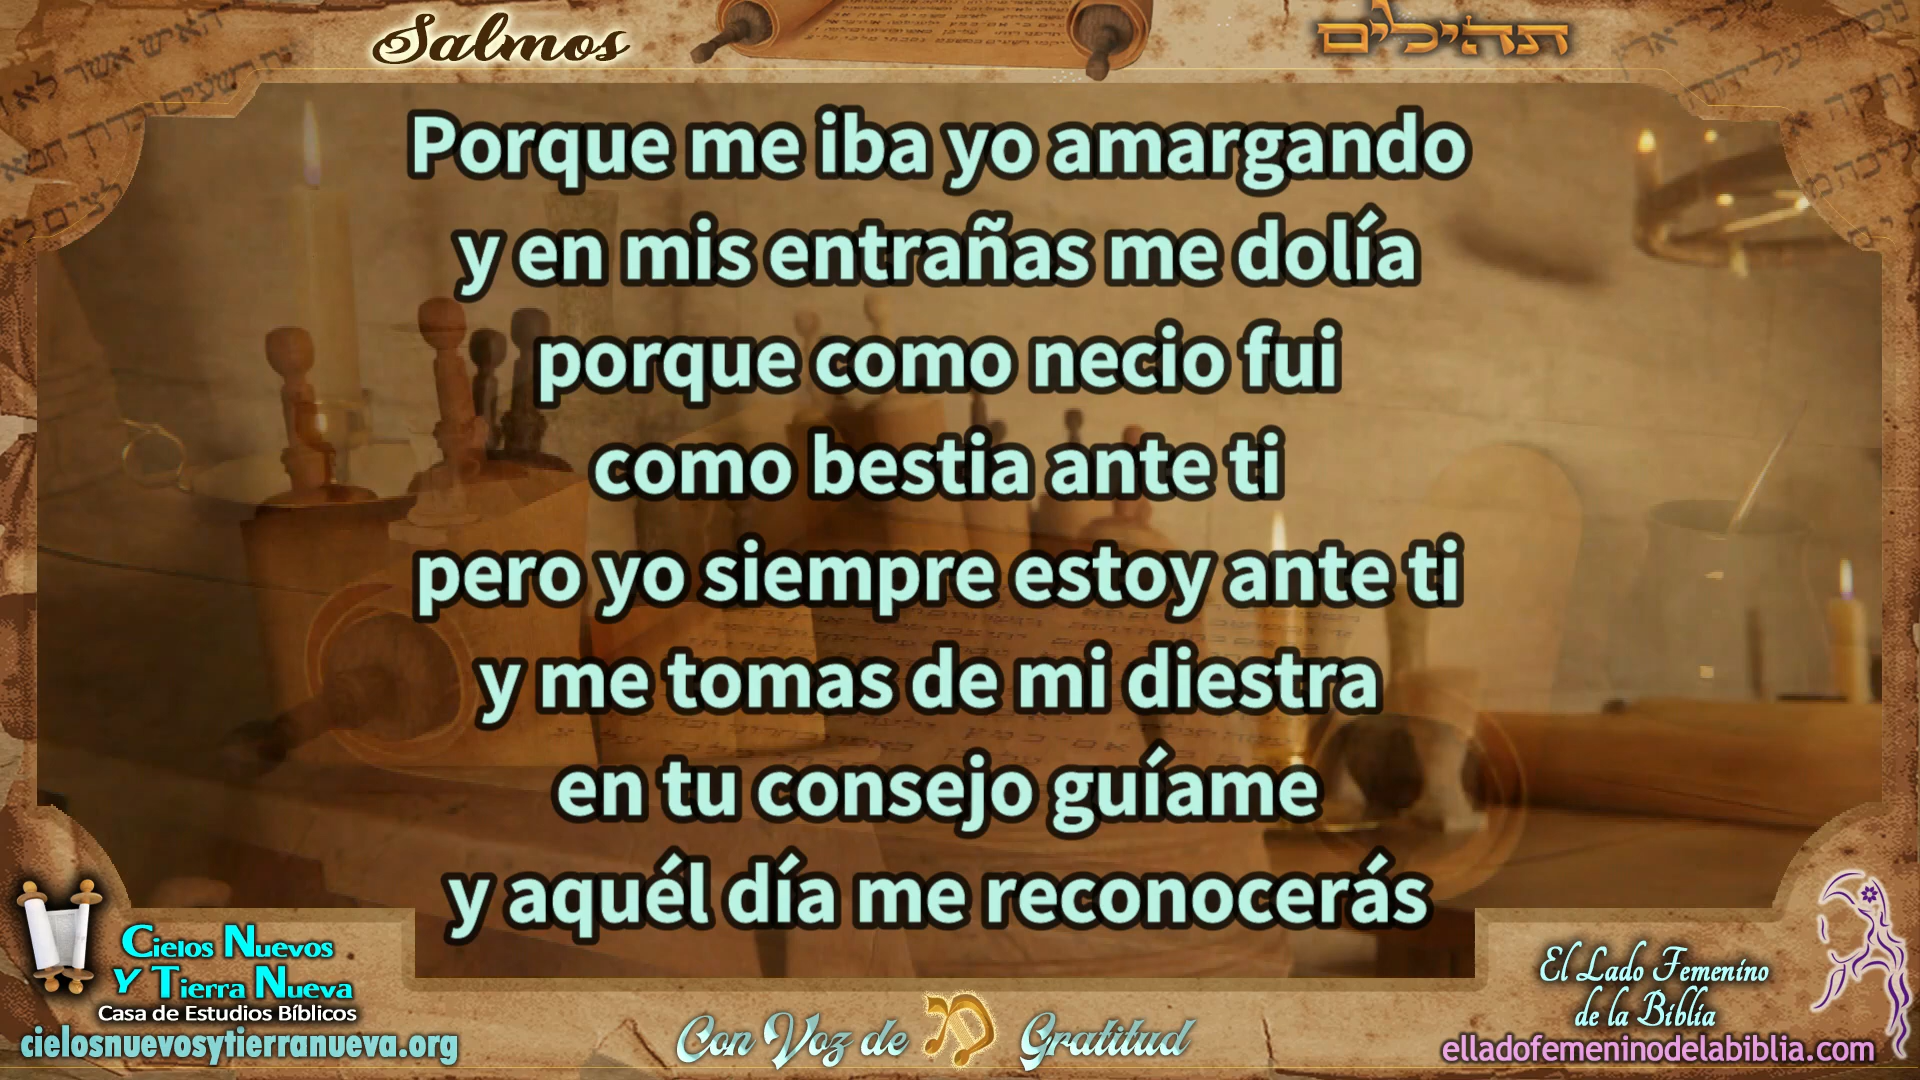 Salmos
תהילים
Porque me iba yo amargando
y en mis entrañas me dolía
porque como necio fui
como bestia ante ti
pero yo siempre estoy ante ti
y me tomas de mi diestra
en tu consejo guíame
y aquél día me reconocerás
Cielos Nuevos
Y Tierra Nueva
Casa de Estudios Bíblicos
cielosnuevosytierranueva.org
Con Voz de Gratitud
El Lado Femenino
de la Biblia
elladofemeninodelabiblia.com